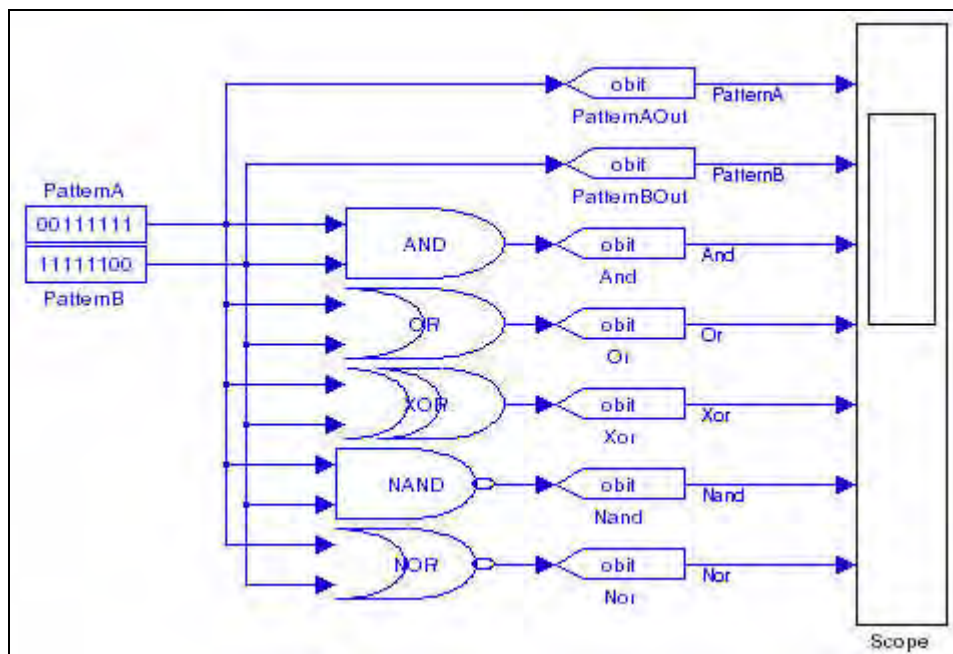 obit
PatternA
PatternAOut
obit
PatternB
PatternBOut
PatternA
00111111
11111100
PatternB
AND
obit
And
And
OR
obit
Or
Or
XOR
obit
Xor
Xor
NAND
obit
Nand
Nand
NOR
obit
Nor
Nor
Scope